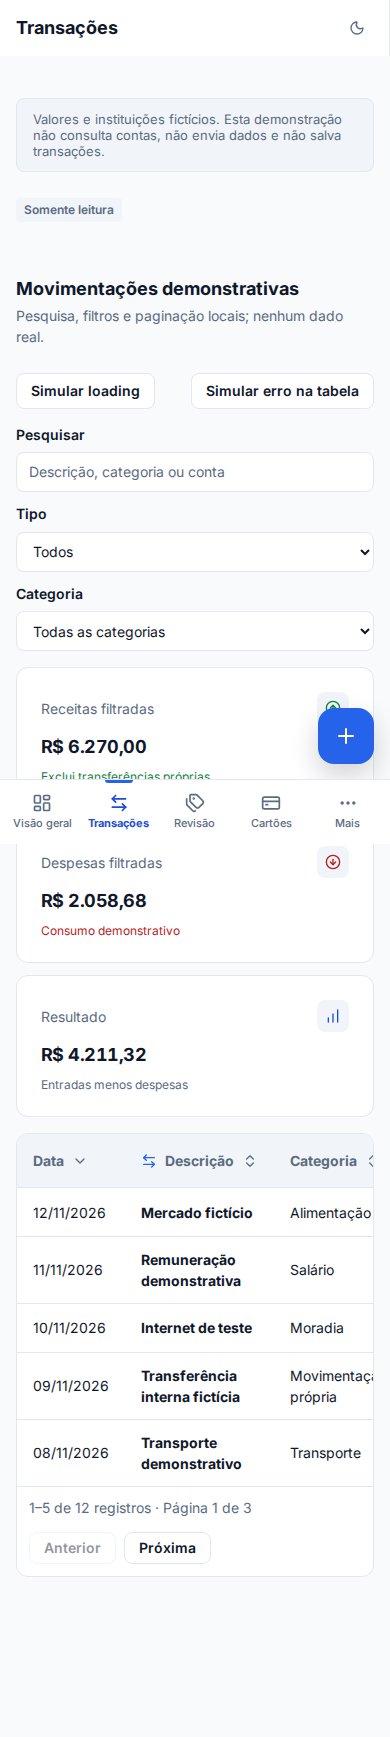 Transações
Valores e instituições fictícios. Esta demonstração
não consulta contas, não envia dados e não salva
transações.
Somente leitura
Movimentações demonstrativas
Pesquisa, filtros e paginação locais; nenhum dado
real.
Simular loading
Simular erro na tabela
Pesquisar
Descrição, categoria ou conta
Tipo
Todos
Categoria
Todas as categorias
Receitas filtradas
R$ 6.270,00
Exclui transferências próprias
Visão geral
Transações
Revisão
Cartões
Mais
Despesas filtradas
R$ 2.058,68
Consumo demonstrativo
Resultado
R$ 4.211,32
Entradas menos despesas
Data Descrição Categoria
12/11/2026 Mercado fictício Alimentação
11/11/2026 Remuneração
demonstrativa Salário
10/11/2026 Internet de teste Moradia
09/11/2026 Transferência
interna fictícia Movimentaçã
própria
08/11/2026 Transporte
demonstrativo Transporte
1–5 de 12 registros · Página 1 de 3
Anterior
Próxima